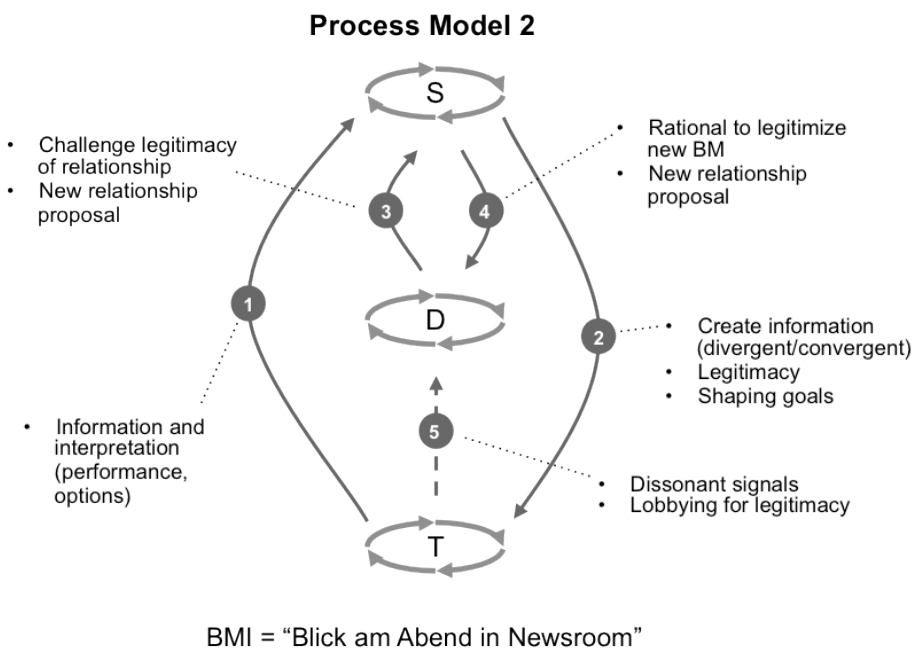 Process Model 2
S
• Challenge legitimacy
of relationship
• New relationship
proposal
• Rational to legitimize
new BM
• New relationship
proposal
3
4
1
D
2
• Create information
(divergent/convergent)
• Legitimacy
• Shaping goals
• Information and
interpretation
(performance,
options)
5
• Dissonant signals
• Lobbying for legitimacy
T
BMI = “Blick am Abend in Newsroom”